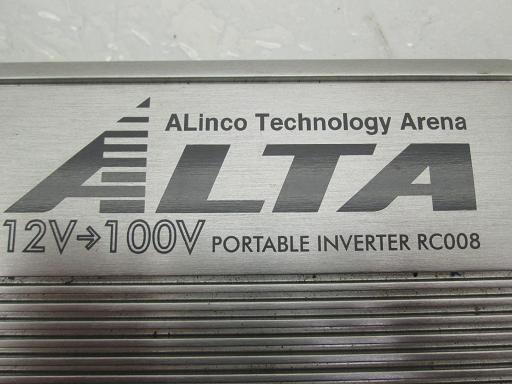 ALinco Technology Arena
ALTA
12V→100V PORTABLE INVERTER RC008